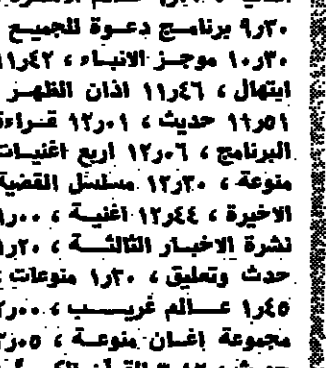 ٩٫٣٠ برنامج دعوة للجميع
١٠٫٣٠ موجز الانباء ، ١١٫٤٢
ابتهال ، ١١٫٤٦ اذان الظهر
١١٫٥١ حديث ، ١٢٫٠١ قراءة
البرنامج ، ١٢٫٠٦ اربع اغنيات
منوعة ، ١٢٫٣٠ مسلسل القضية
الاخيرة ، ١٢٫٤٤ اغنية ، ١٫٠٠
نشرة الاخبار الثالثة ، ١٫٢٠
حدث وتعليق ، ١٫٣٠ منوعات ،
١٫٤٥ عالم غريب ، ٢٫٠٠
مجموعة اغان منوعة ، ٢٫٠٥